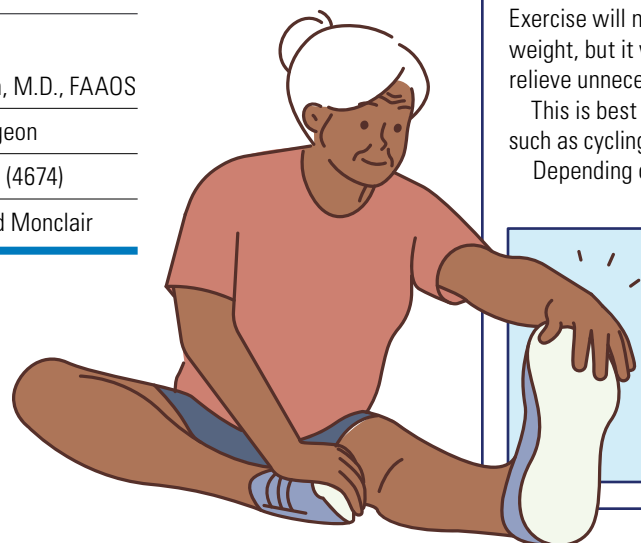 , M.D., FAAOS
geon
(4674)
d Monclair
Exercise will n
weight, but it
relieve unnece
This is best
such as cycling
Depending